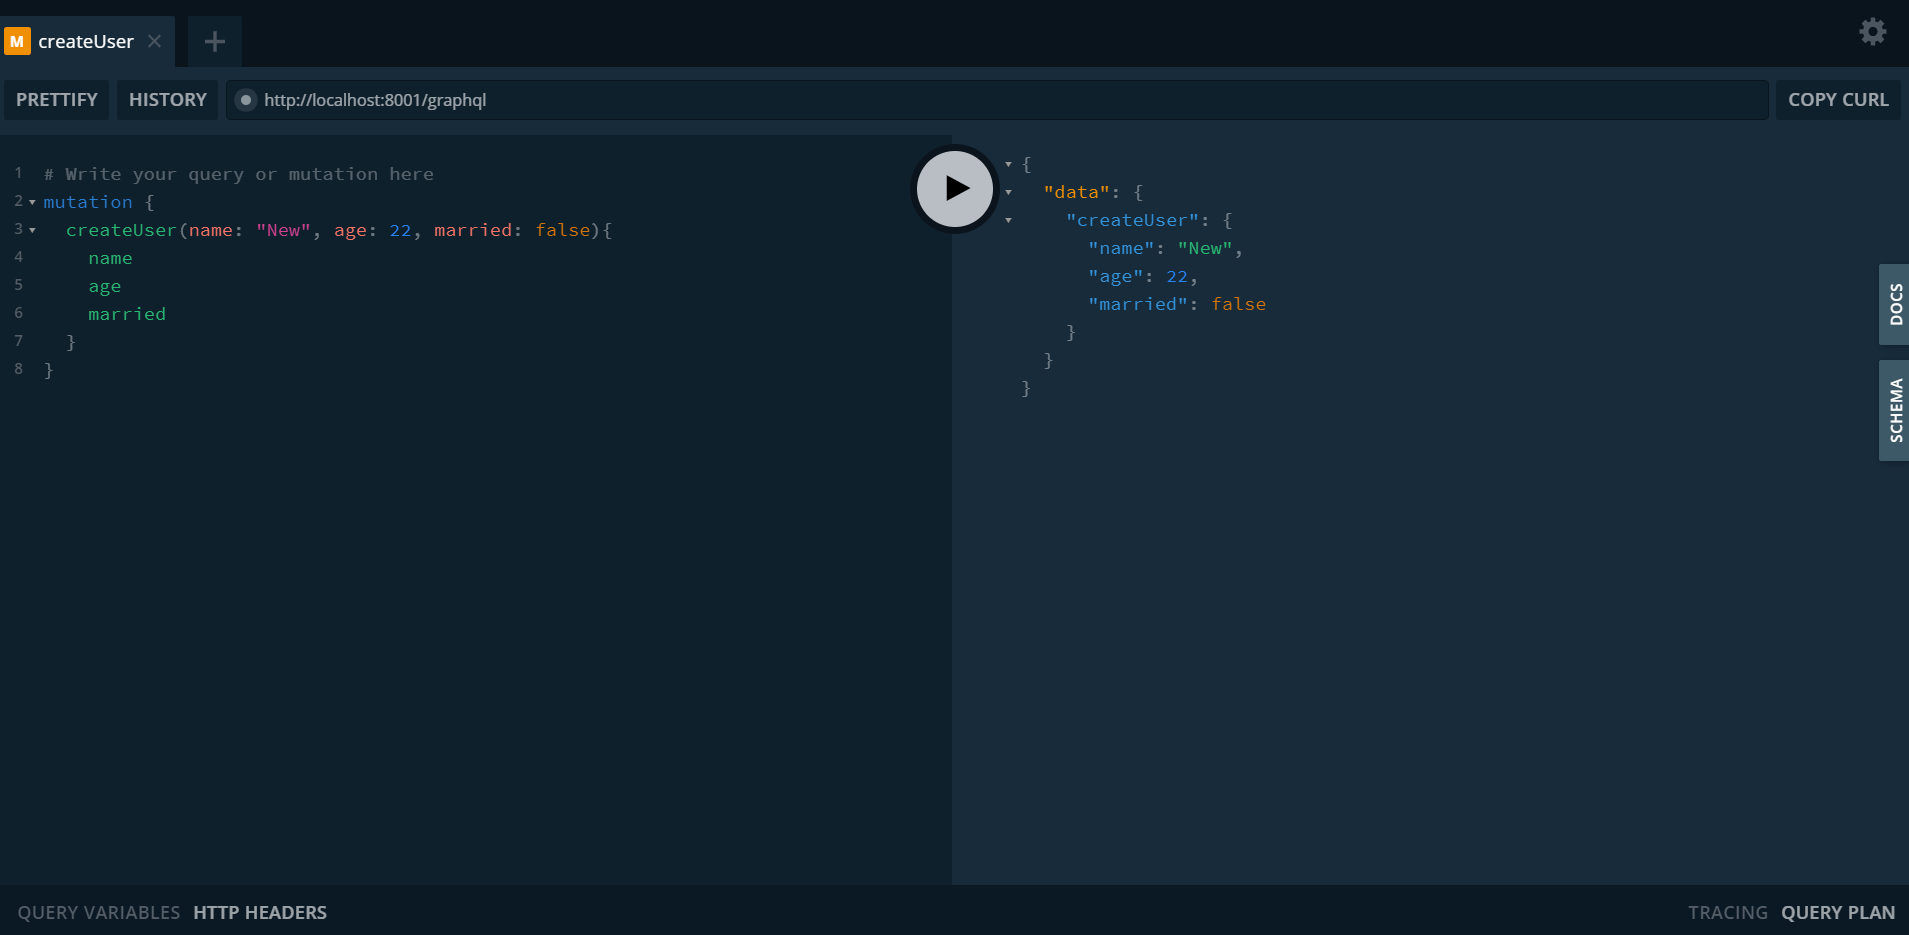 M createUser
PRETTIFY HISTORY http://localhost:8001/graphql COPY CURL
1 # Write your query or mutation here
2 mutation {
3 createUser(name: "New", age: 22, married: false){
4 name
5 age
6 married
7 }
8 }
{
"data": {
"createUser": {
"name": "New",
"age": 22,
"married": false
}
}
}
DOCS
SCHEMA
QUERY VARIABLES HTTP HEADERS
TRACING QUERY PLAN